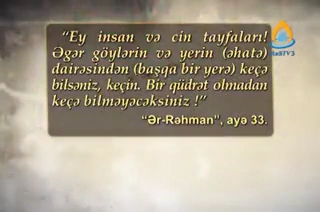 “Ey insan və cin tayfaları!
Əgər göylərin və yerin (əhatə)
dairəsindən (başqa bir yerə) keçə
bilsəniz, keçin. Bir qüdrət olmadan
keçə bilməyəcəksiniz !”
“Ər-Rəhman”, ayə 33.